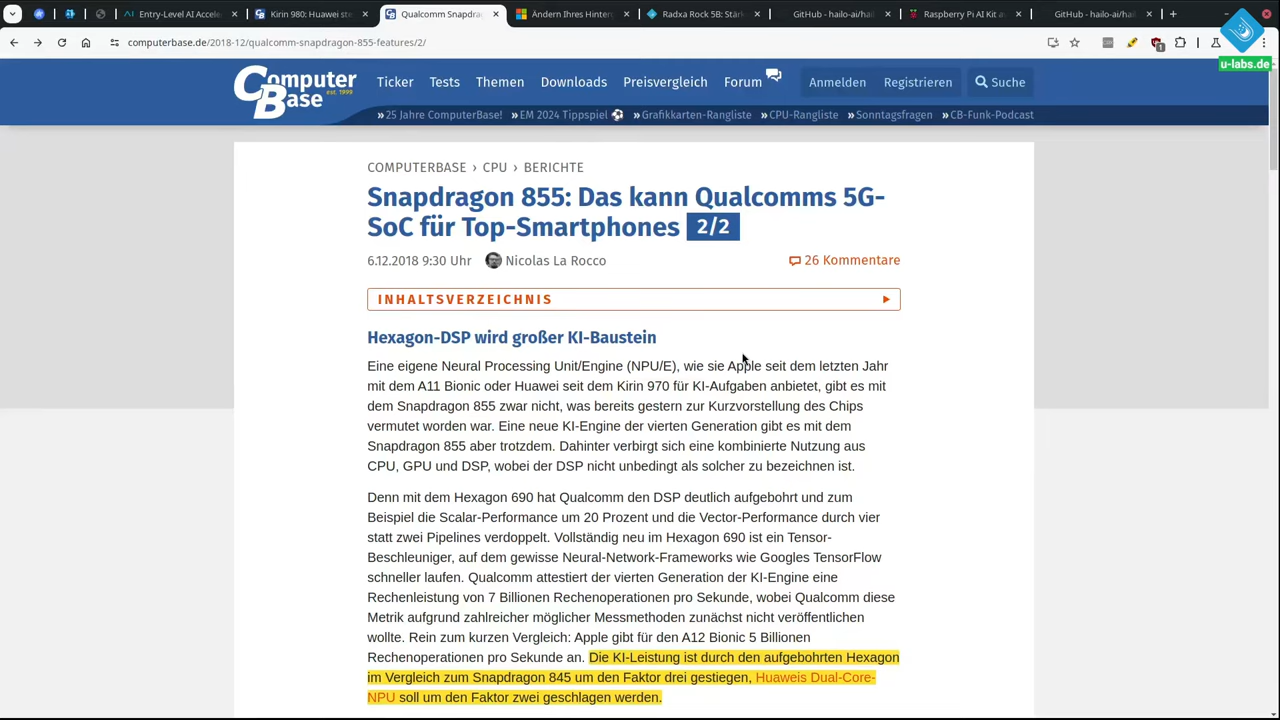 Entry-Level AI Accele
Kirin 980: Huawei ste
Qualcomm Snapdrag
Ändern Ihres Hinter
Radxa Rock 5B: Stärk
GitHub - hailo-ai/hail
Raspberry Pi AI Kit a
GitHub - hailo-ai/hail
computerbase.de/2018-12/qualcomm-snapdragon-855-features/2/
u-labs.de
ComputerBase
est. 1999
Ticker Tests Themen Downloads Preisvergleich Forum Anmelden Registrieren Suche
»25 Jahre ComputerBase! »EM 2024 Tippspiel ⚽ »Grafikkarten-Rangliste »CPU-Rangliste »Sonntagsfragen »CB-Funk-Podcast
COMPUTERBASE › CPU › BERICHTE
Snapdragon 855: Das kann Qualcomms 5G-
SoC für Top-Smartphones 2/2
6.12.2018 9:30 Uhr Nicolas La Rocco 26 Kommentare
INHALTSVERZEICHNIS
Hexagon-DSP wird großer KI-Baustein
Eine eigene Neural Processing Unit/Engine (NPU/E), wie sie Apple seit dem letzten Jahr
mit dem A11 Bionic oder Huawei seit dem Kirin 970 für KI-Aufgaben anbietet, gibt es mit
dem Snapdragon 855 zwar nicht, was bereits gestern zur Kurzvorstellung des Chips
vermutet worden war. Eine neue KI-Engine der vierten Generation gibt es mit dem
Snapdragon 855 aber trotzdem. Dahinter verbirgt sich eine kombinierte Nutzung aus
CPU, GPU und DSP, wobei der DSP nicht unbedingt als solcher zu bezeichnen ist.
Denn mit dem Hexagon 690 hat Qualcomm den DSP deutlich aufgebohrt und zum
Beispiel die Scalar-Performance um 20 Prozent und die Vector-Performance durch vier
statt zwei Pipelines verdoppelt. Vollständig neu im Hexagon 690 ist ein Tensor-
Beschleuniger, auf dem gewisse Neural-Network-Frameworks wie Googles TensorFlow
schneller laufen. Qualcomm attestiert der vierten Generation der KI-Engine eine
Rechenleistung von 7 Billionen Rechenoperationen pro Sekunde, wobei Qualcomm diese
Metrik aufgrund zahlreicher möglicher Messmethoden zunächst nicht veröffentlichen
wollte. Rein zum kurzen Vergleich: Apple gibt für den A12 Bionic 5 Billionen
Rechenoperationen pro Sekunde an. Die KI-Leistung ist durch den aufgebohrten Hexagon
im Vergleich zum Snapdragon 845 um den Faktor drei gestiegen, Huaweis Dual-Core-
NPU soll um den Faktor zwei geschlagen werden.